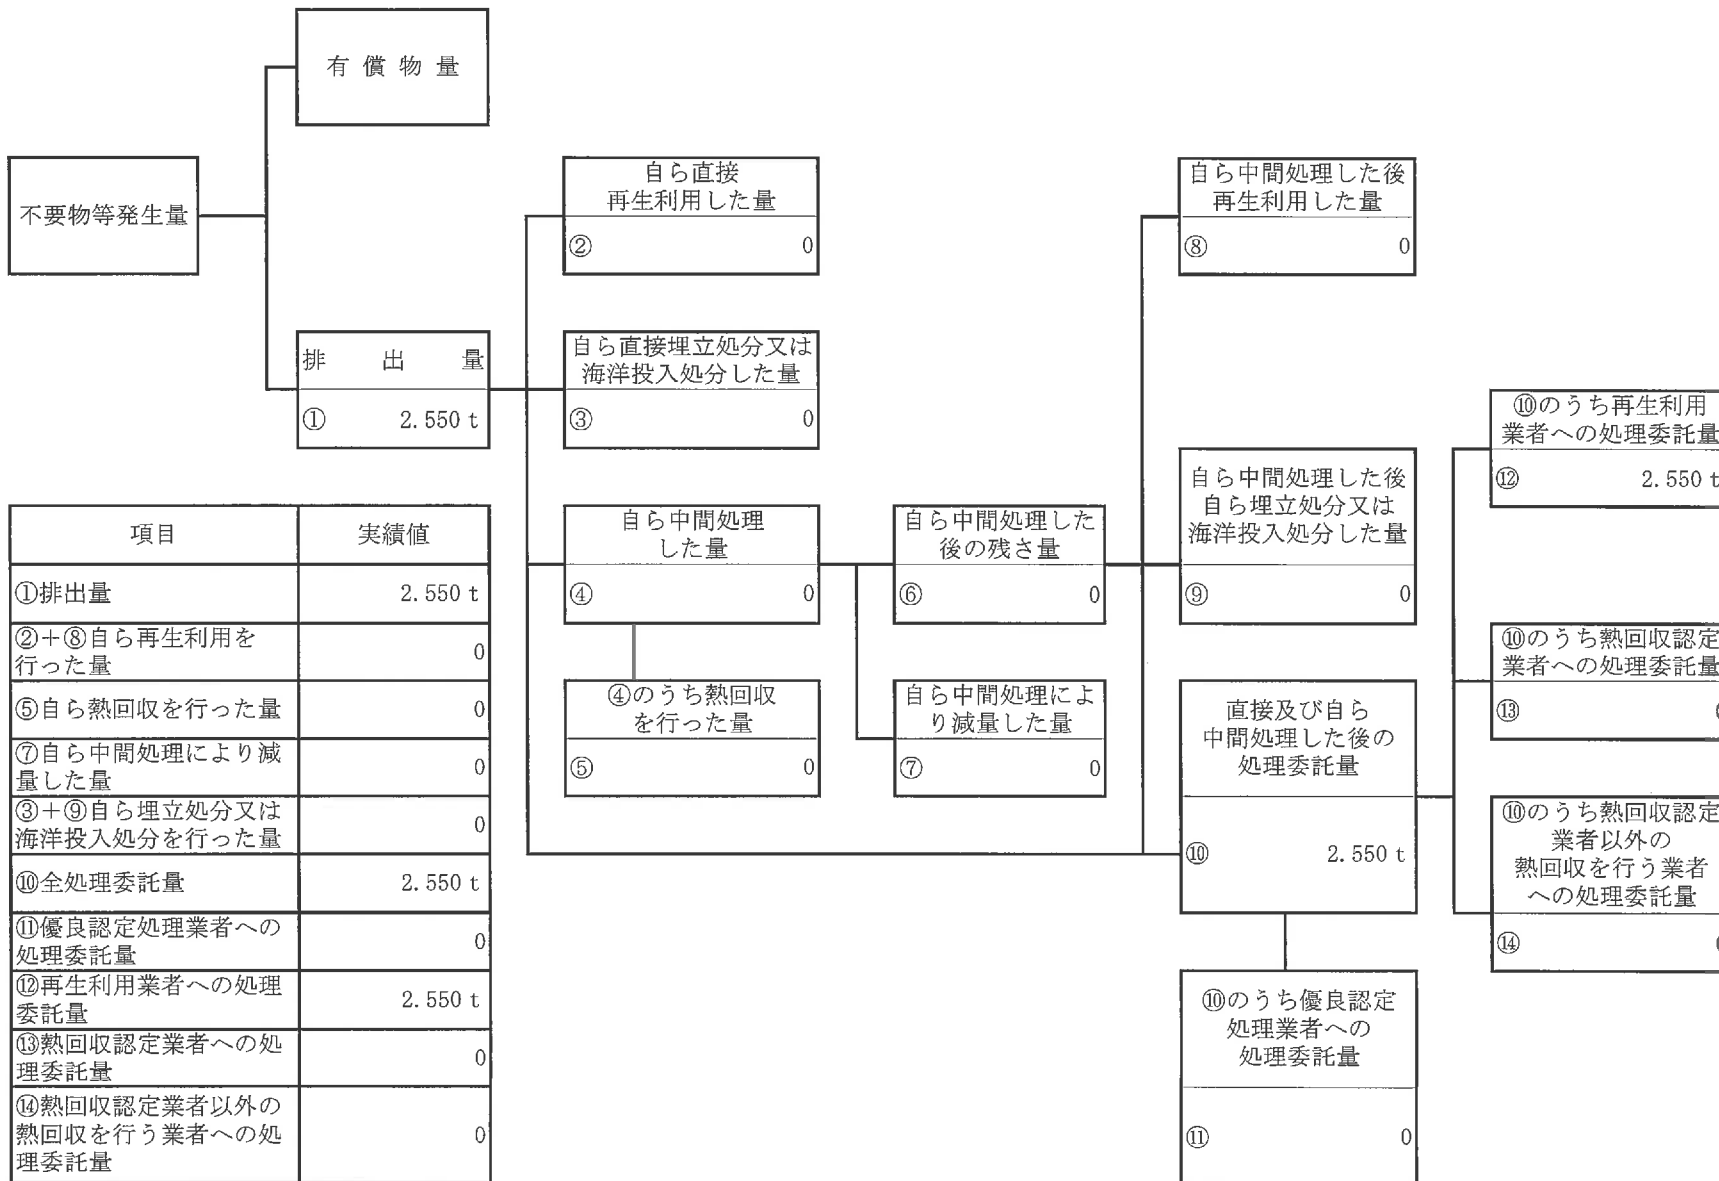 有償物量
不要物等発生量
排出量
① 2.550 t
自ら直接
再生利用した量
② 0
自ら直接埋立処分又は
海洋投入処分した量
③ 0
自ら中間処理
した量
④ 0
④のうち熱回収
を行った量
⑤ 0
自ら中間処理した
後の残さ量
⑥ 0
自ら中間処理によ
り減量した量
⑦ 0
自ら中間処理した後
再生利用した量
⑧ 0
自ら中間処理した後
自ら埋立処分又は
海洋投入処分した量
⑨ 0
直接及び自ら
中間処理した後の
処理委託量
⑩ 2.550 t
⑩のうち優良認定
処理業者への
処理委託量
⑪ 0
⑩のうち再生利用
業者への処理委託量
⑫ 2.550 t
⑩のうち熱回収認定
業者への処理委託量
⑬
⑩のうち熱回収認定
業者以外の
熱回収を行う業者
への処理委託量
⑭
項目 実績値
①排出量 2.550 t
②+⑧自ら再生利用を
行った量 0
⑤自ら熱回収を行った量 0
⑦自ら中間処理により減
量した量 0
③+⑨自ら埋立処分又は
海洋投入処分を行った量 0
⑩全処理委託量 2.550 t
⑪優良認定処理業者への
処理委託量 0
⑫再生利用業者への処理
委託量 2.550 t
⑬熱回収認定業者への処
理委託量 0
⑭熱回収認定業者以外の
熱回収を行う業者への処
理委託量 0